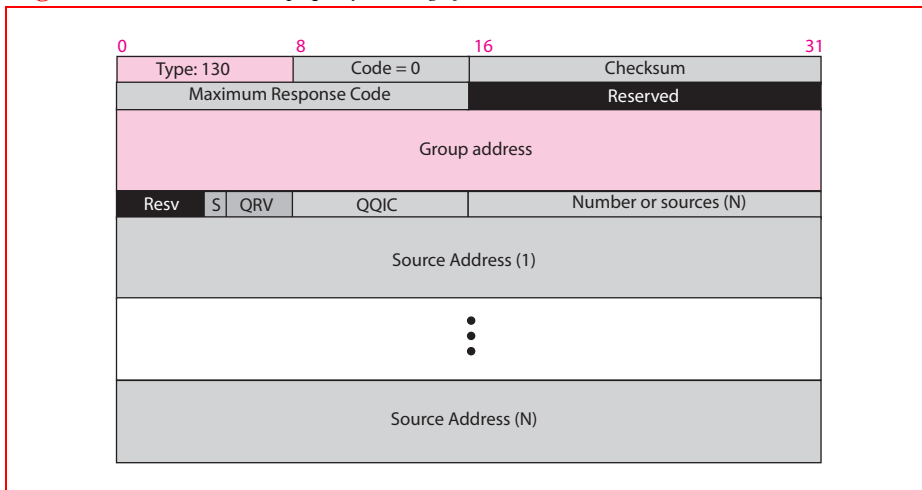 0 8 16 31
Type: 130 Code = 0 Checksum
Maximum Response Code Reserved
Group address
Resv S QRV QQIC Number or sources (N)
Source Address (1)
Source Address (N)